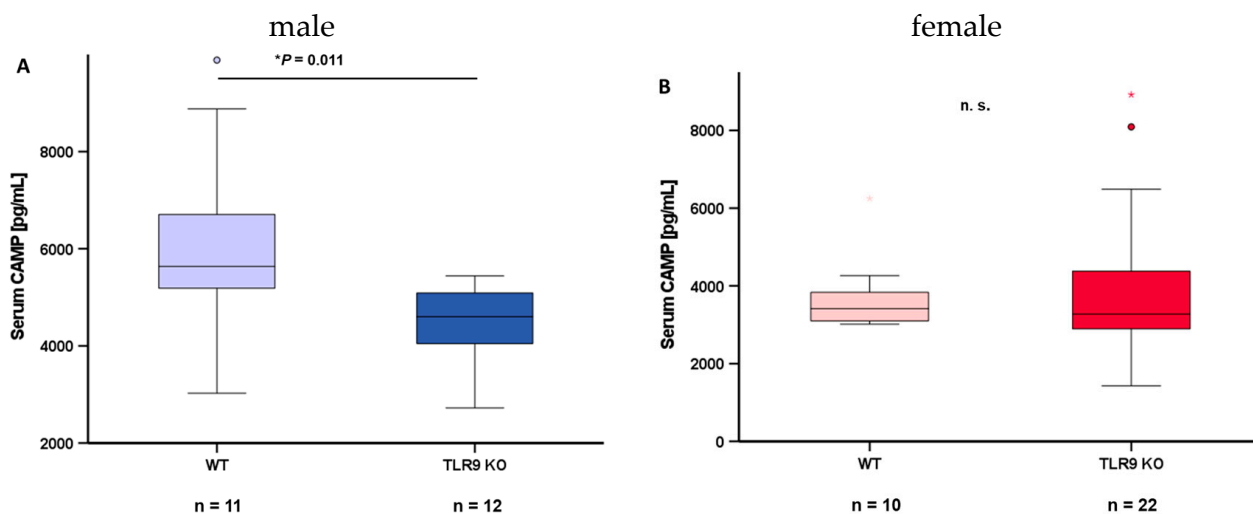 male
A
*P = 0.011
Serum CAMP [pg/mL]
8000
6000
4000
2000
WT
TLR9 KO
n = 11
n = 12
female
B
n. s.
Serum CAMP [pg/mL]
8000
6000
4000
2000
0
WT
TLR9 KO
n = 10
n = 22